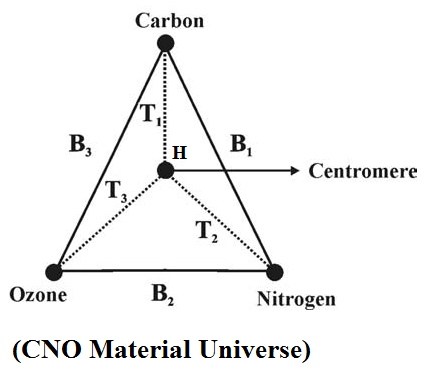 Carbon
T₁
B₃
B₁
H
Centromere
T₃
T₂
Ozone
B₂
Nitrogen
(CNO Material Universe)